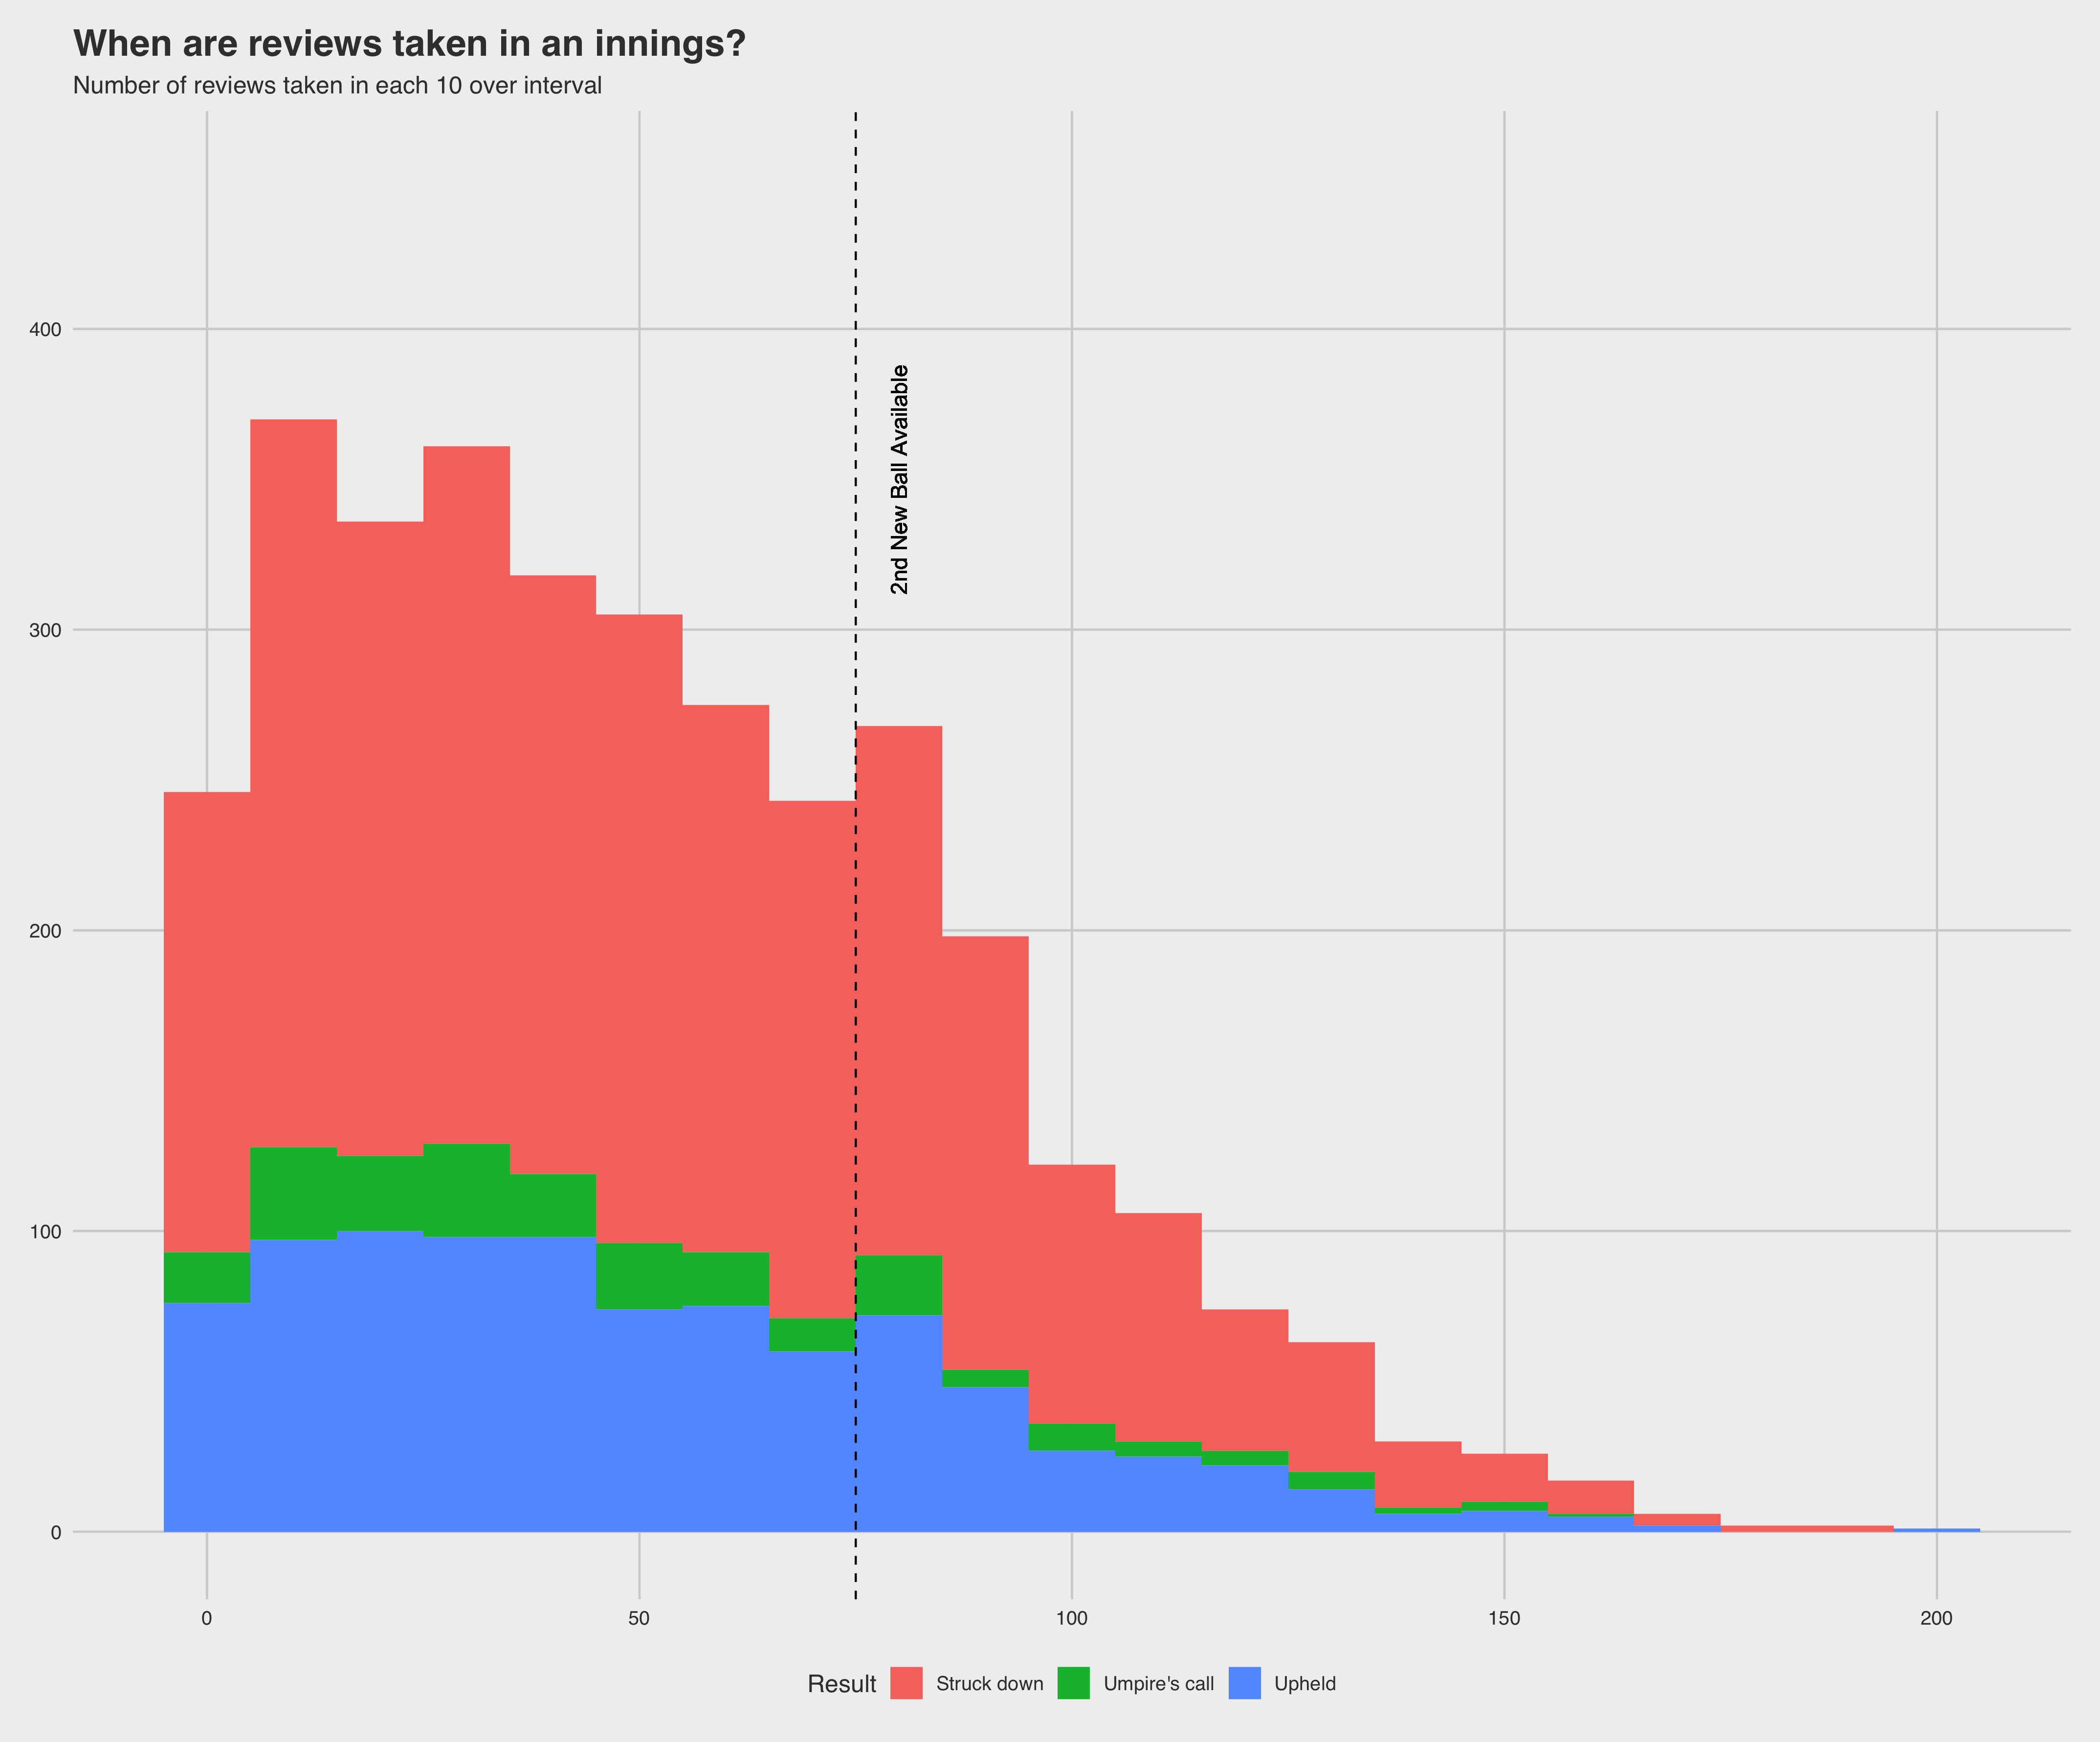 When are reviews taken in an innings?
Number of reviews taken in each 10 over interval
400
300
200
100
0
2nd New Ball Available
0
50
100
150
200
Result
Struck down
Umpire's call
Upheld